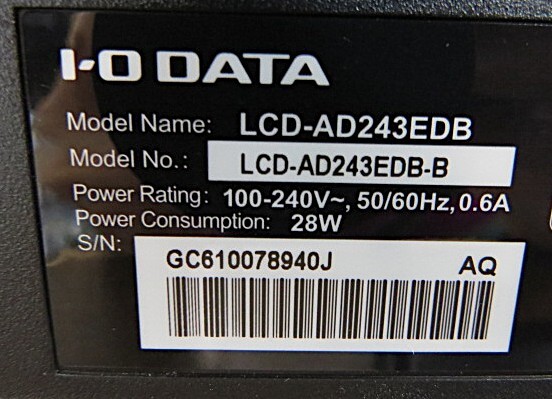 I-O DATA
Model Name: LCD-AD243EDB
Model No.: LCD-AD243EDB-B
Power Rating: 100-240V~, 50/60Hz, 0.6A
Power Consumption: 28W
S/N:
GC610078940J AQ